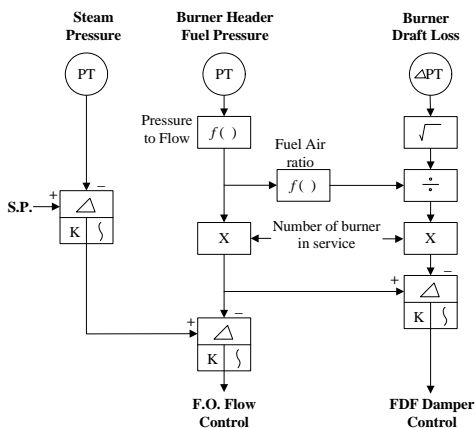 Steam
Pressure
Burner Header
Fuel Pressure
Burner
Draft Loss
PT
PT
△PT
Pressure
to Flow
f( )
√
Fuel Air
ratio
f( )
÷
+
−
S.P.
△
K ∫
X
Number of burner
in service
X
+
−
△
K ∫
+
−
△
K ∫
F.O. Flow
Control
FDF Damper
Control